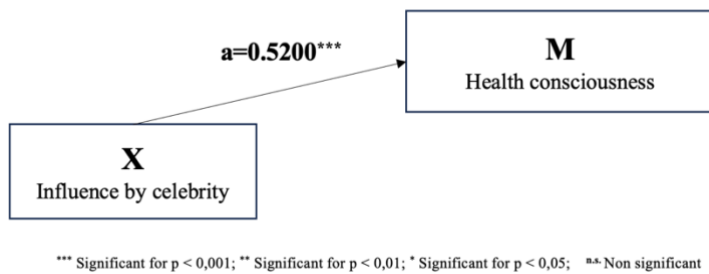 a=0.5200***
M
Health consciousness
X
Influence by celebrity
*** Significant for p < 0,001; ** Significant for p < 0,01; * Significant for p < 0,05; n.s. Non significant